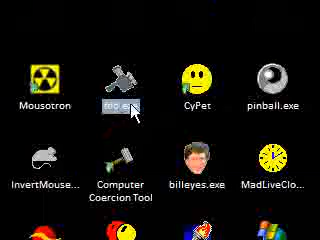 Mousotron
CyPet
pinball.exe
InvertMouse...
Computer
Coercion Tool
billeyes.exe
MadLiveClo...